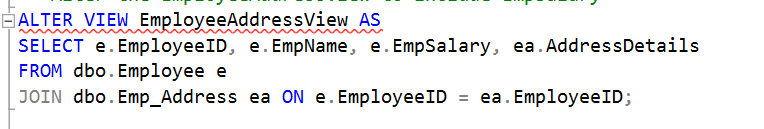 ALTER VIEW EmployeeAddressView AS
SELECT e.EmployeeID, e.EmpName, e.EmpSalary, ea.AddressDetails
FROM dbo.Employee e
JOIN dbo.Emp_Address ea ON e.EmployeeID = ea.EmployeeID;